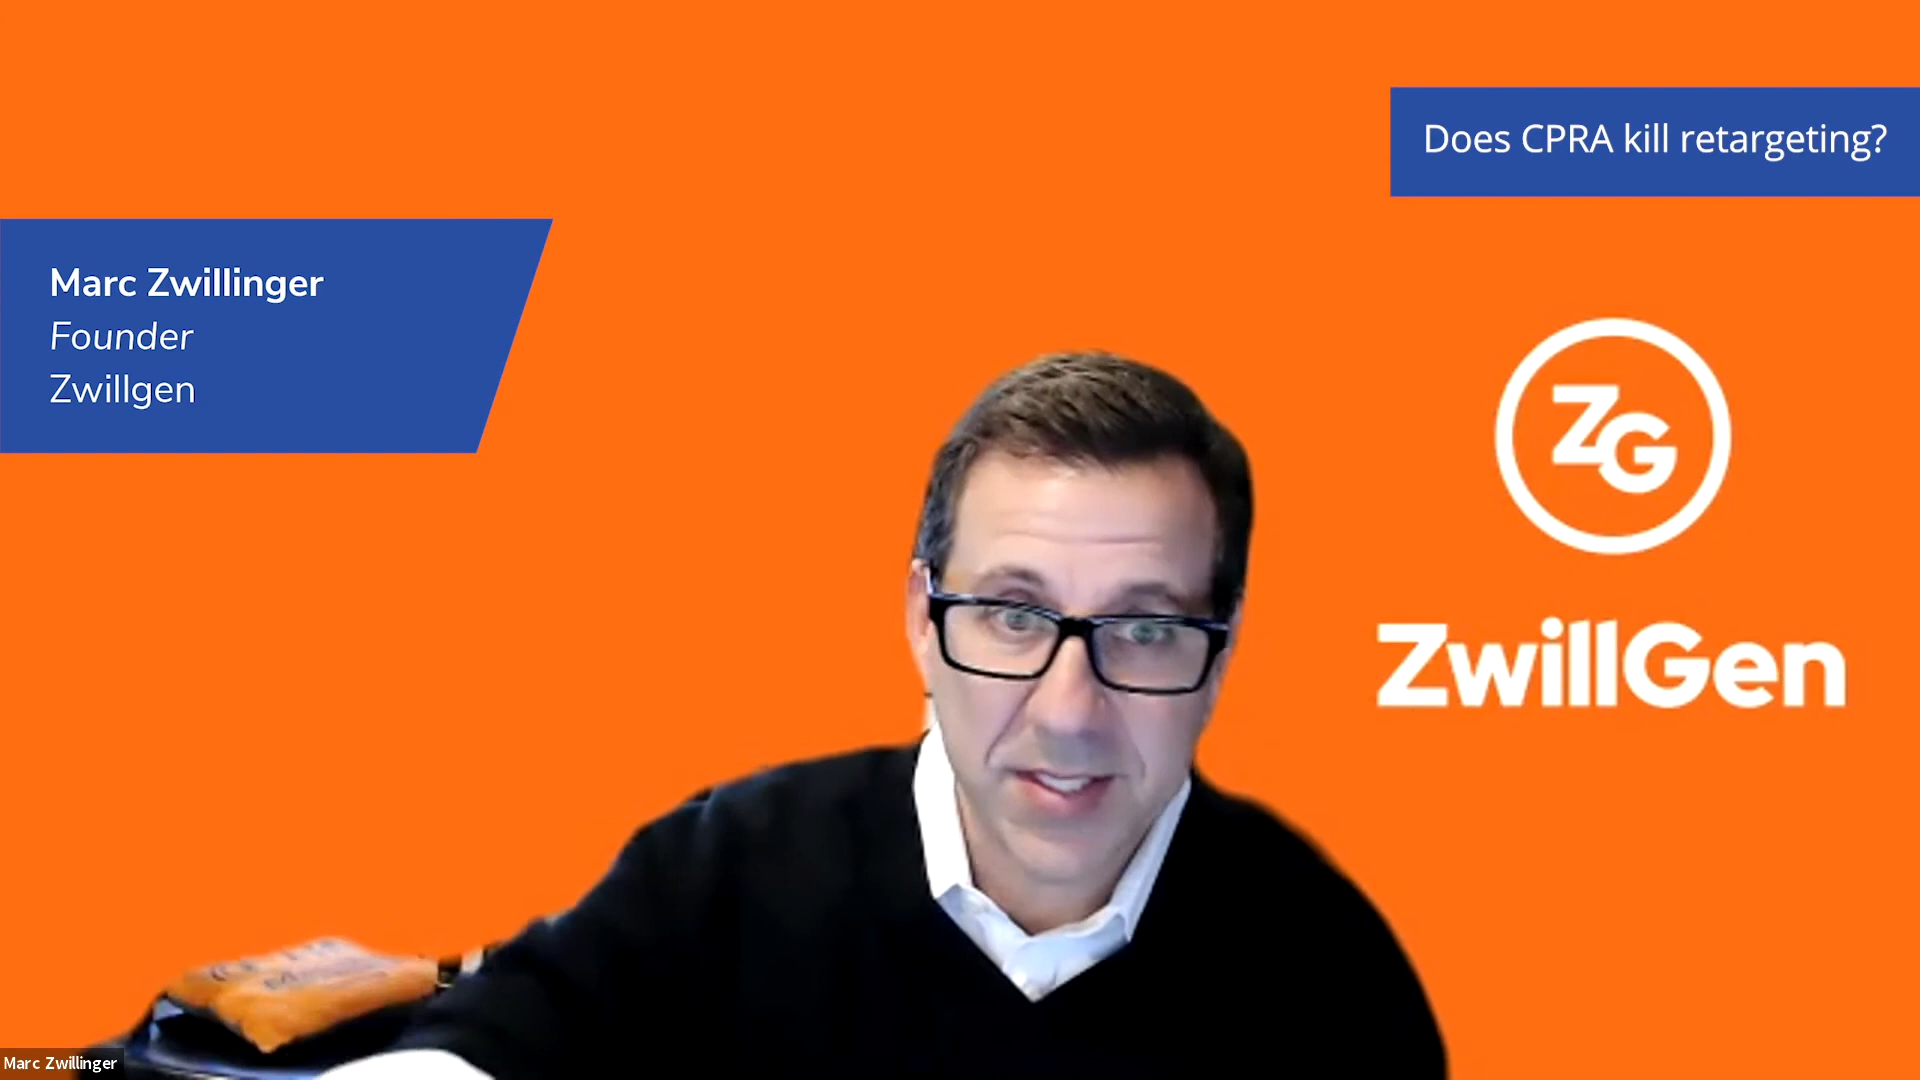 Does CPRA kill retargeting?
Marc Zwillinger
Founder
Zwillgen
ZG
ZwillGen
Marc Zwillinger